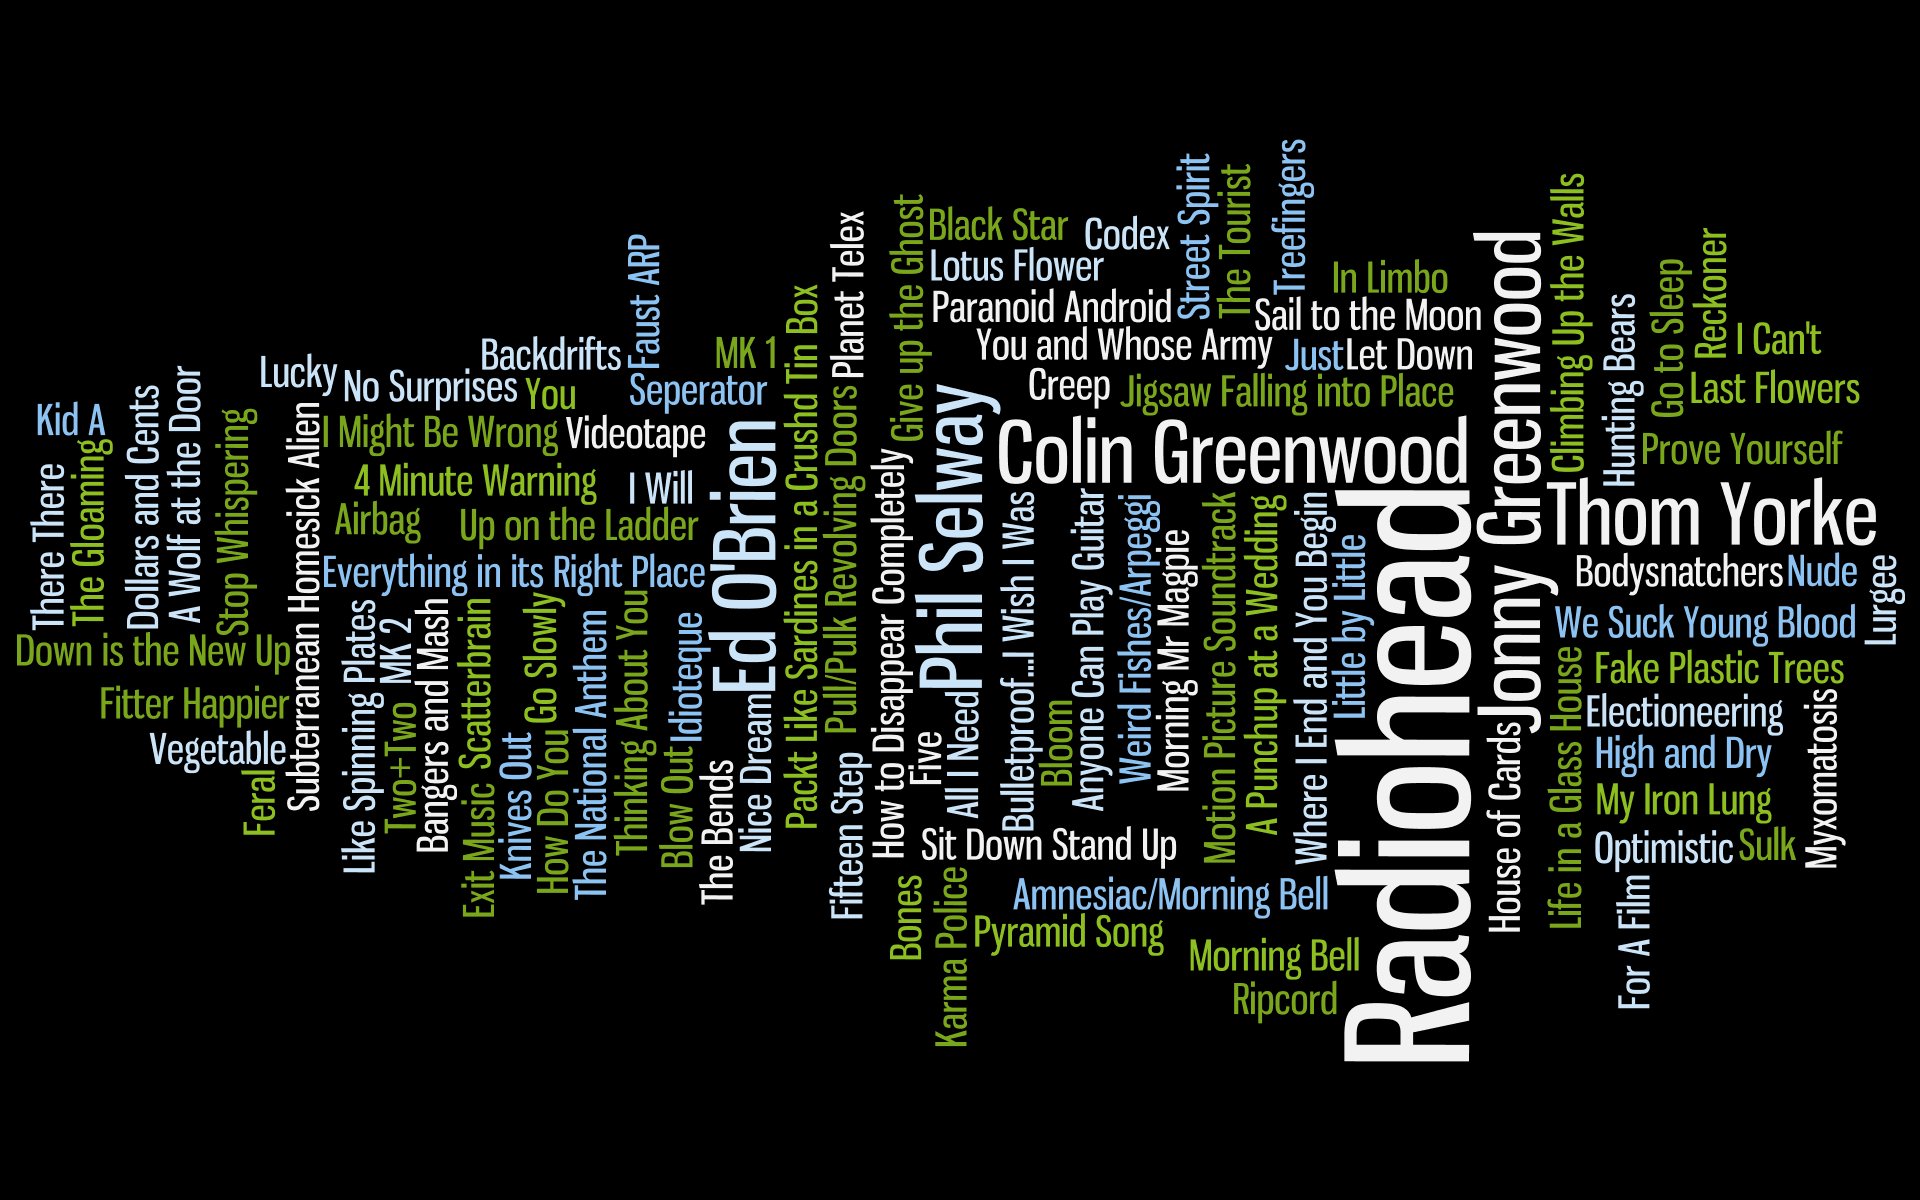 Kid A
There There
The Gloaming
Dollars and Cents
A Wolf at the Door
Stop Whispering
Down is the New Up
Fitter Happier
Vegetable
Feral
Lucky
Subterranean Homesick Alien
No Surprises
Backdrifts
You
Faust ARP
Seperator
MK 1
I Might Be Wrong
Videotape
4 Minute Warning
I Will
Airbag
Up on the Ladder
Everything in its Right Place
Like Spinning Plates
MK 2
Two+Two
Bangers and Mash
Scatterbrain
Exit Music
Knives Out
Go Slowly
How Do You
The National Anthem
Thinking About You
Idioteque
Blow Out
The Bends
Nice Dream
Ed O'Brien
Packt Like Sardines in a Crushd Tin Box
Planet Telex
Pull/Pulk Revolving Doors
Fifteen Step
Give up the Ghost
How to Disappear Completely
Five
Phil Selway
All I Need
Black Star
Codex
Lotus Flower
Paranoid Android
Street Spirit
The Tourist
Treefingers
In Limbo
Sail to the Moon
You and Whose Army
Just
Let Down
Creep
Jigsaw Falling into Place
Colin Greenwood
Bulletproof...I Wish I Was
Bloom
Anyone Can Play Guitar
Weird Fishes/Arpeggi
Morning Mr Magpie
Motion Picture Soundtrack
A Punchup at a Wedding
Where I End and You Begin
Little by Little
Sit Down Stand Up
Amnesiac/Morning Bell
Bones
Karma Police
Pyramid Song
Morning Bell
Ripcord
Radiohead
Jonny Greenwood
House of Cards
Climbing Up the Walls
Hunting Bears
Go to Sleep
Reckoner
I Can't
Last Flowers
Prove Yourself
Thom Yorke
Bodysnatchers
Nude
Lurgee
We Suck Young Blood
Life in a Glass House
Fake Plastic Trees
Electioneering
High and Dry
My Iron Lung
Optimistic
Sulk
Myxomatosis
For A Film